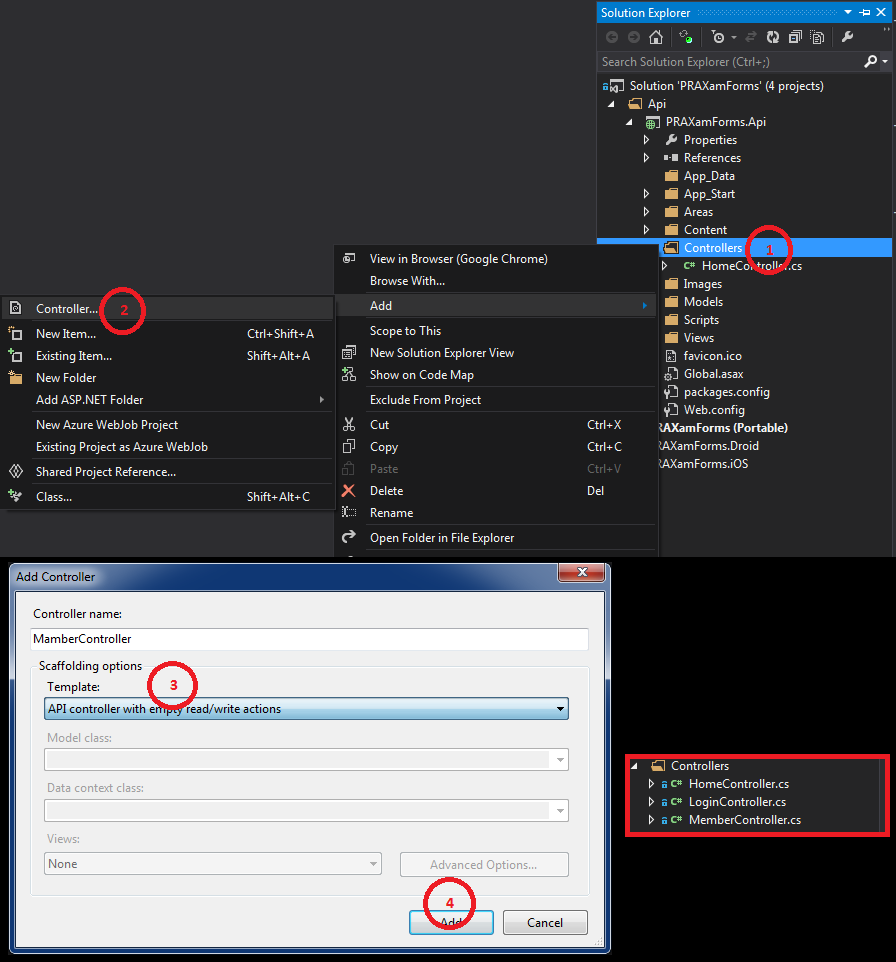 Solution Explorer
Search Solution Explorer (Ctrl+;)
Solution 'PRAXamForms' (4 projects)
Api
PRAXamForms.Api
Properties
References
App_Data
App_Start
Areas
Content
Controllers
1
HomeController.cs
Images
Models
Scripts
Views
favicon.ico
Global.asax
packages.config
Web.config
RAXamForms (Portable)
RAXamForms.Droid
RAXamForms.iOS
View in Browser (Google Chrome)
Browse With...
Add
Scope to This
New Solution Explorer View
Show on Code Map
Exclude From Project
Cut Ctrl+X
Copy Ctrl+C
Paste Ctrl+V
Delete Del
Rename
Open Folder in File Explorer
Controller...
2
New Item... Ctrl+Shift+A
Existing Item... Shift+Alt+A
New Folder
Add ASP.NET Folder
New Azure WebJob Project
Existing Project as Azure WebJob
Shared Project Reference...
Class... Shift+Alt+C
Add Controller
Controller name:
MamberController
Scaffolding options
Template:
3
API controller with empty read/write actions
Model class:
Data context class:
Views:
None
Advanced Options...
4
Add
Cancel
Controllers
HomeController.cs
LoginController.cs
MemberController.cs